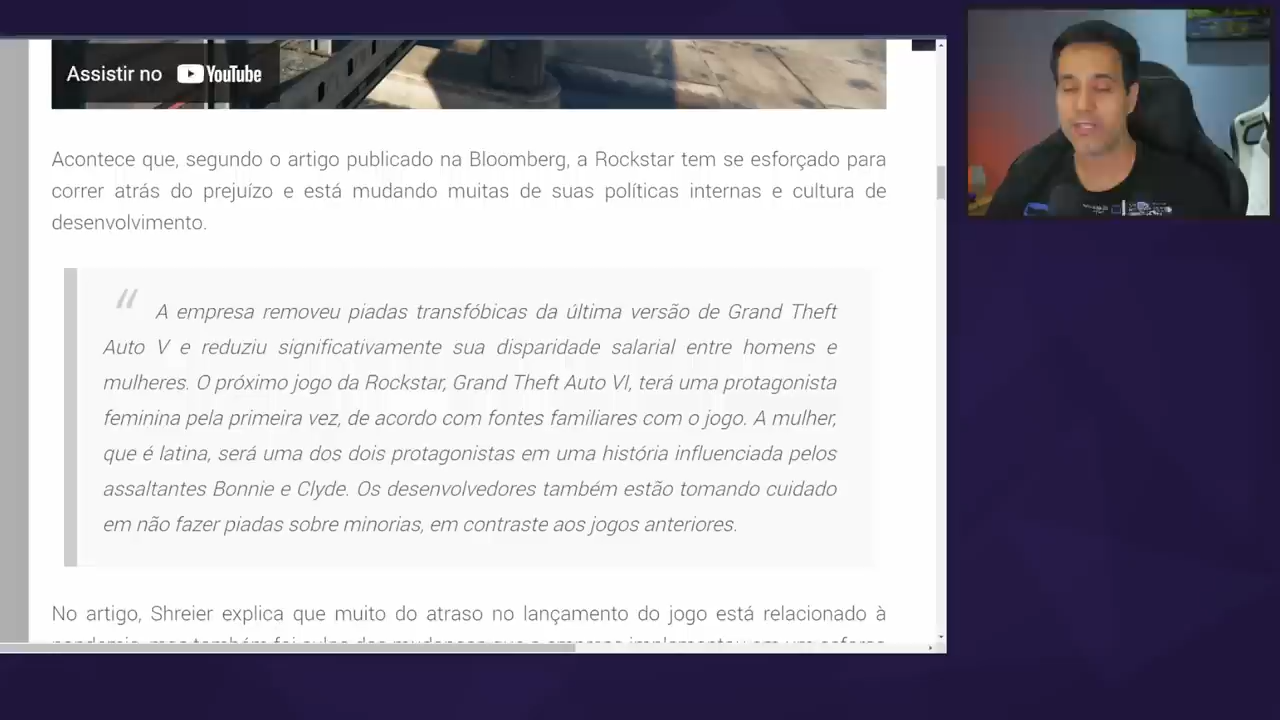 Assistir no YouTube
Acontece que, segundo o artigo publicado na Bloomberg, a Rockstar tem se esforçado para
correr atrás do prejuízo e está mudando muitas de suas políticas internas e cultura de
desenvolvimento.
“ A empresa removeu piadas transfóbicas da última versão de Grand Theft
Auto V e reduziu significativamente sua disparidade salarial entre homens e
mulheres. O próximo jogo da Rockstar, Grand Theft Auto VI, terá uma protagonista
feminina pela primeira vez, de acordo com fontes familiares com o jogo. A mulher,
que é latina, será uma dos dois protagonistas em uma história influenciada pelos
assaltantes Bonnie e Clyde. Os desenvolvedores também estão tomando cuidado
em não fazer piadas sobre minorias, em contraste aos jogos anteriores.
No artigo, Shreier explica que muito do atraso no lançamento do jogo está relacionado à